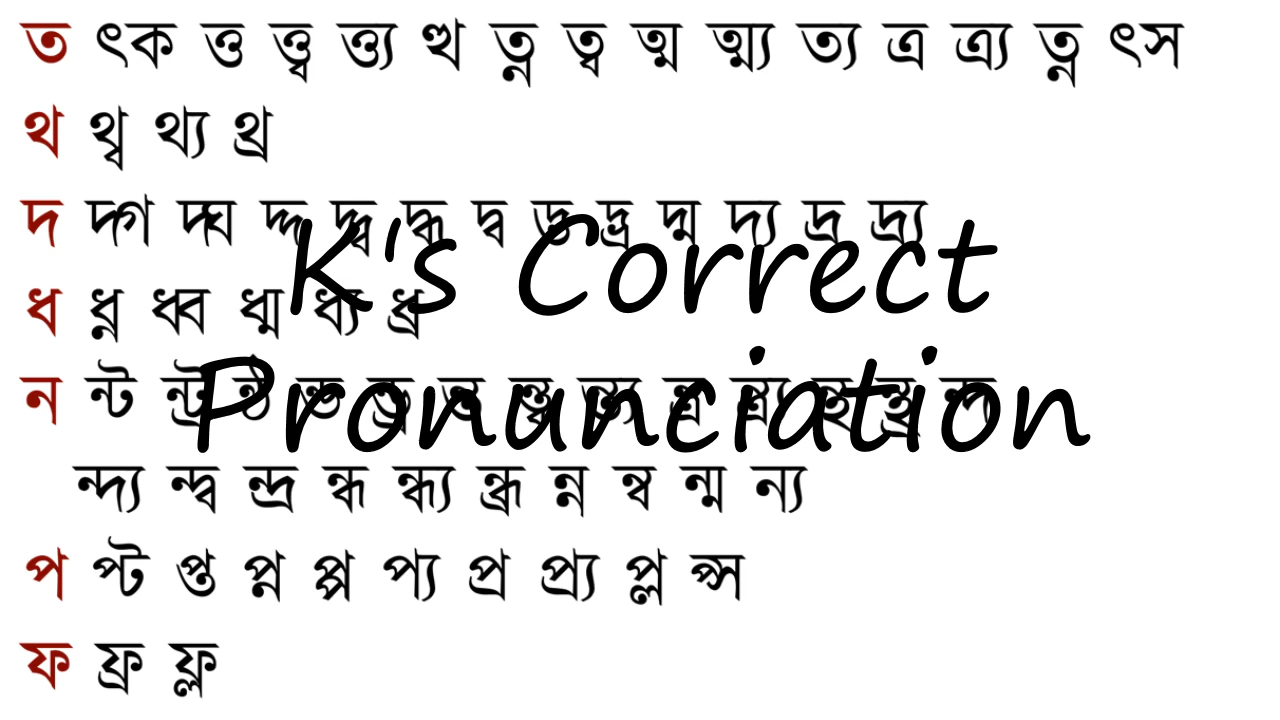 ত ৎক ত্ত ত্ত্ব ত্ত্য ত্থ ত্ন ত্ব ত্ম ত্ম্য ত্য ত্র ত্র্য ত্ন ৎস
থ থ্ব থ্য থ্র
দ দ্গ দ্ঘ দ্দ দ্দ্ব দ্ধ দ্ব দ্ভ দ্ভ্র দ্ম দ্য দ্র দ্র্য
K's Correct
ধ ধ্ন ধ্ব ধ্ম ধ্য ধ্র
ন ন্ট ন্ট্র ন্ঠ ন্ড ন্ড্র ন্ত ন্ত্ব ন্ত্য ন্ত্র ন্ত্র্য ন্থ ন্থ্র ন্দ
Pronunciation
ন্দ্য ন্দ্ব ন্দ্র ন্ধ ন্ধ্য ন্ধ্র ন্ন ন্ব ন্ম ন্য
প প্ট প্ত প্ন প্প প্য প্র প্র্য প্ল প্স
ফ ফ্র ফ্ল